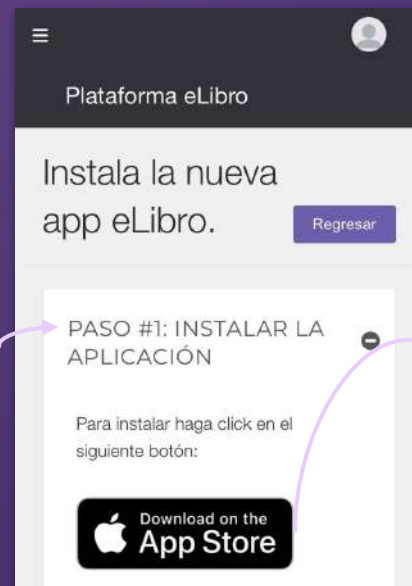 Plataforma eLibro
Instala la nueva
app eLibro.
Regresar
PASO #1: INSTALAR LA
APLICACIÓN
Para instalar haga click en el
siguiente botón:
Download on the
App Store